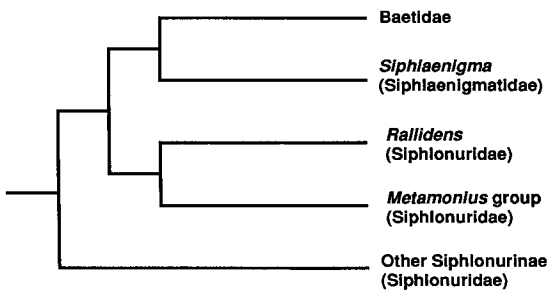 Baetidae
Siphlaenigma
(Siphlaenigmatidae)
Rallidens
(Siphlonuridae)
Metamonius group
(Siphlonuridae)
Other Siphlonurinae
(Siphlonuridae)